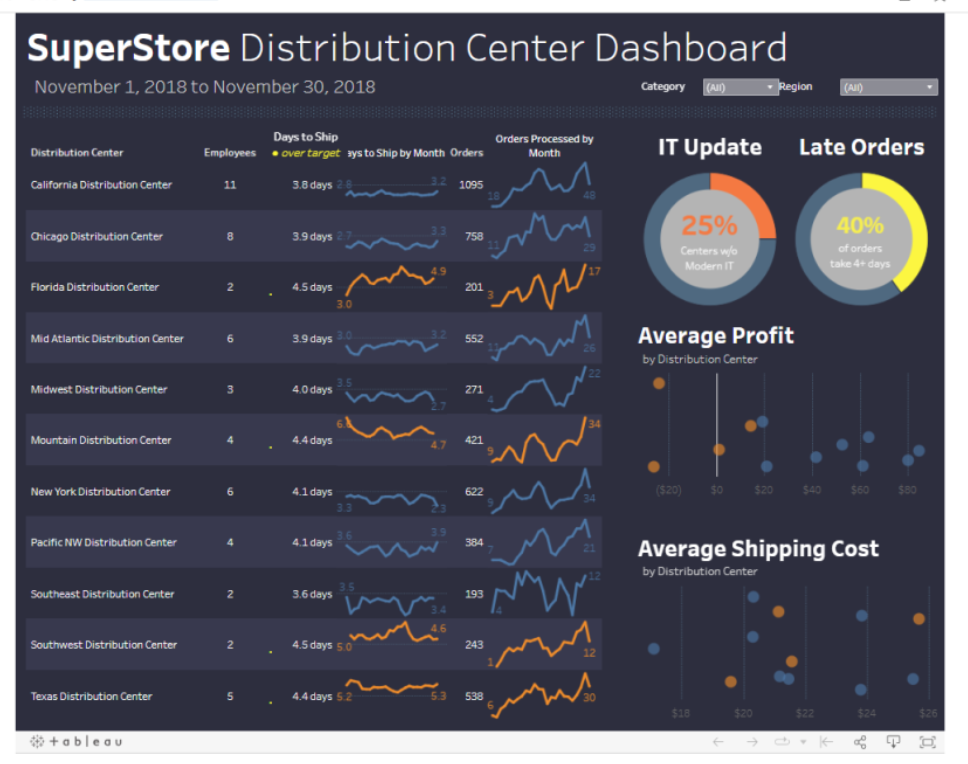 SuperStore Distribution Center Dashboard
November 1, 2018 to November 30, 2018
Category (All) Region (All)
Distribution Center Employees Days to Ship • over target ys to Ship by Month Orders Orders Processed by Month
California Distribution Center 11 3.8 days 2.8 3.2 1095 18 48
Chicago Distribution Center 8 3.9 days 2.7 3.3 758 11 29
Florida Distribution Center 2 4.5 days 3.0 4.9 201 3 17
Mid Atlantic Distribution Center 6 3.9 days 3.0 3.2 552 11 26
Midwest Distribution Center 3 4.0 days 3.5 2.7 271 4 22
Mountain Distribution Center 4 4.4 days 4.7 421 9 34
New York Distribution Center 6 4.1 days 3.3 2.3 622 9 34
Pacific NW Distribution Center 4 4.1 days 3.6 3.9 384 7 21
Southeast Distribution Center 2 3.6 days 3.5 3.4 193 4 12
Southwest Distribution Center 2 4.5 days 5.0 4.6 243 1 12
Texas Distribution Center 5 4.4 days 5.2 5.3 538 6 30
IT Update
25%
Centers w/o
Modern IT
Late Orders
40%
of orders
take 4+ days
Average Profit
by Distribution Center
($20) $0 $20 $40 $60 $80
Average Shipping Cost
by Distribution Center
$18 $20 $22 $24 $26
+ a b | e a u